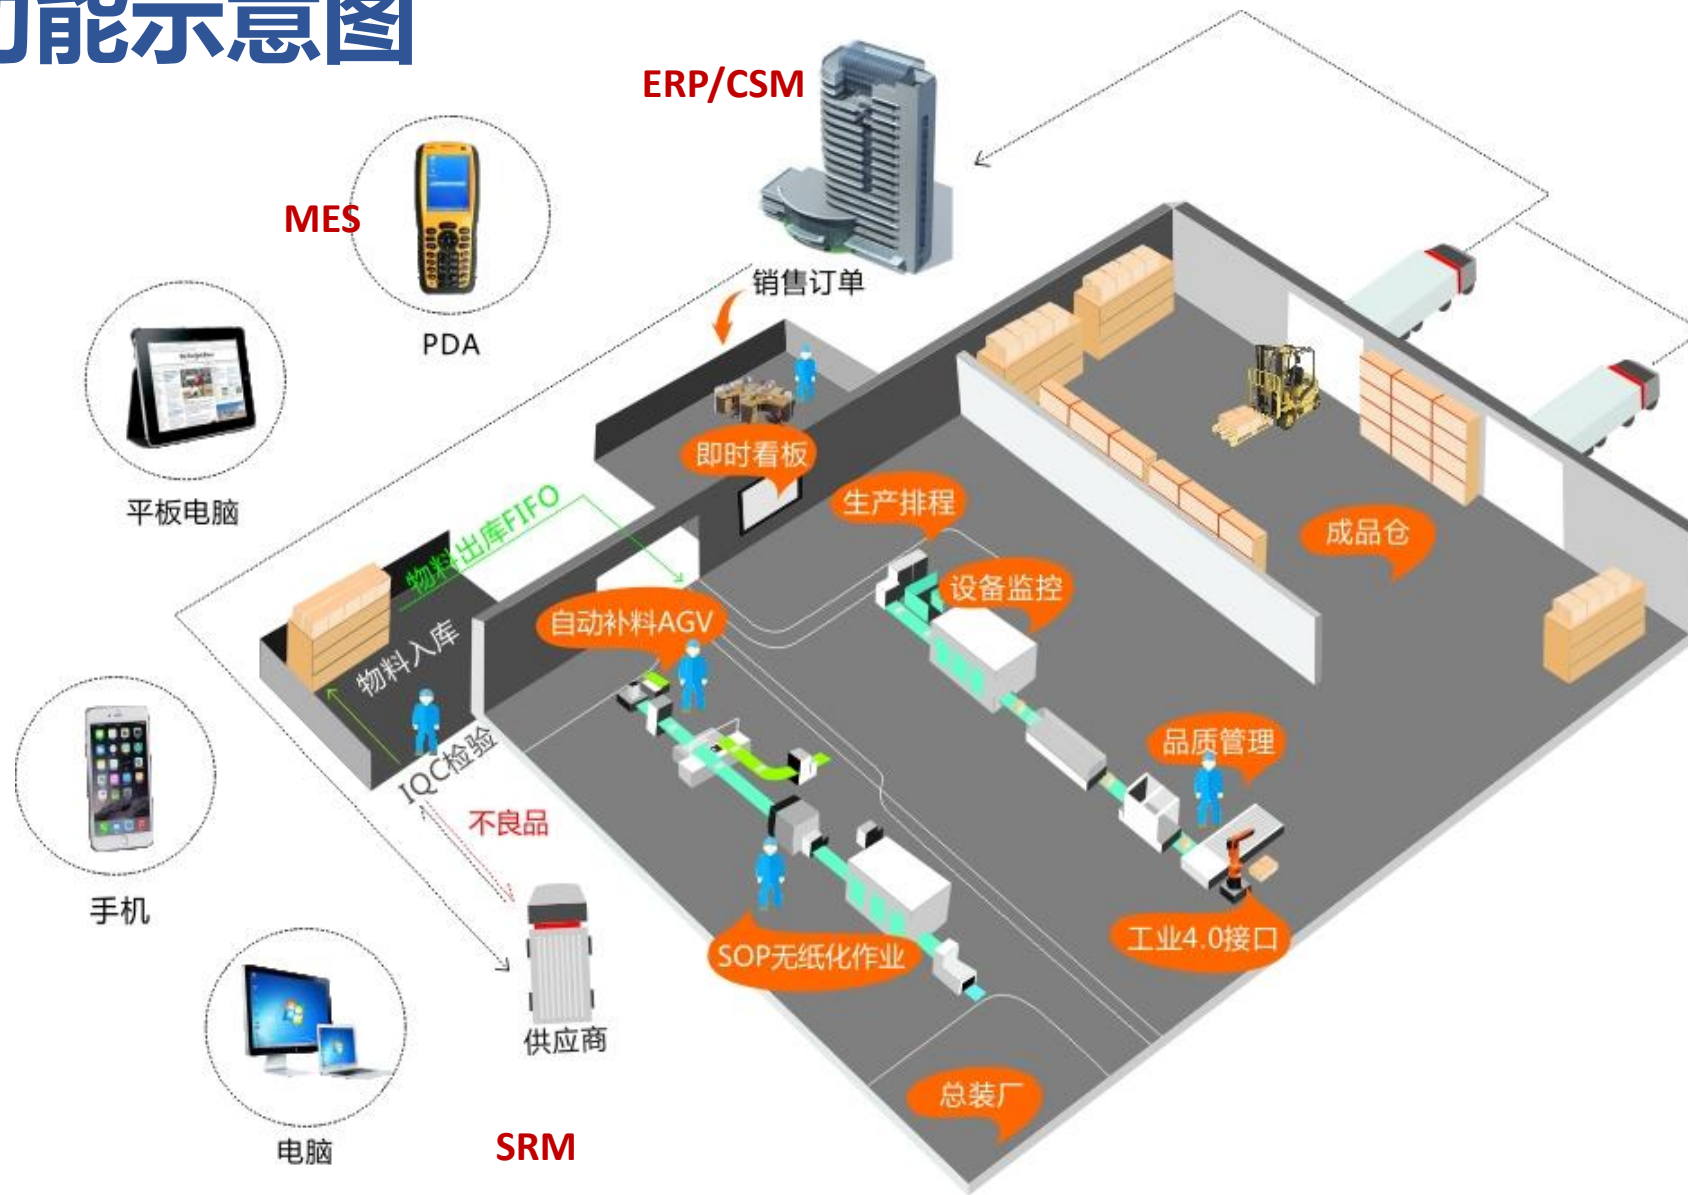 功能示意图
ERP/CSM
MES
PDA
销售订单
平板电脑
即时看板
生产排程
物料出库FIFO
成品仓
设备监控
自动补料AGV
物料入库
IQC检验
品质管理
不良品
手机
SOP无纸化作业
工业4.0接口
供应商
总装厂
电脑
SRM